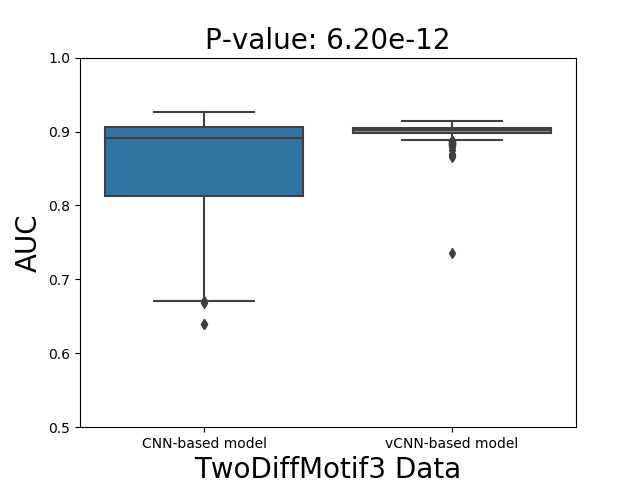 P-value: 6.20e-12
1.0
0.9
0.8
0.7
0.6
0.5
AUC
CNN-based model
vCNN-based model
TwoDiffMotif3 Data